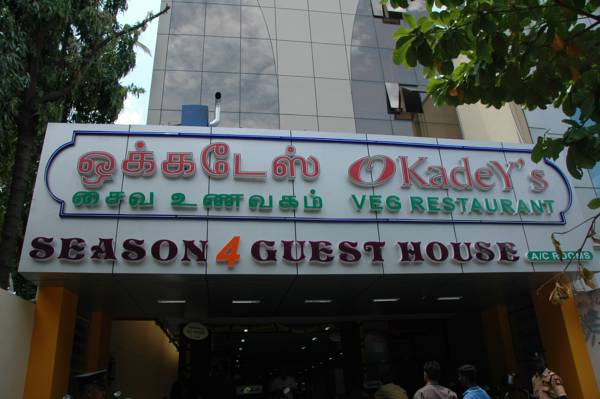 ஒக்கடேஸ் OKadeY's
சைவ உணவகம் VEG RESTAURANT
SEASON 4 GUEST HOUSE A/C ROOMS